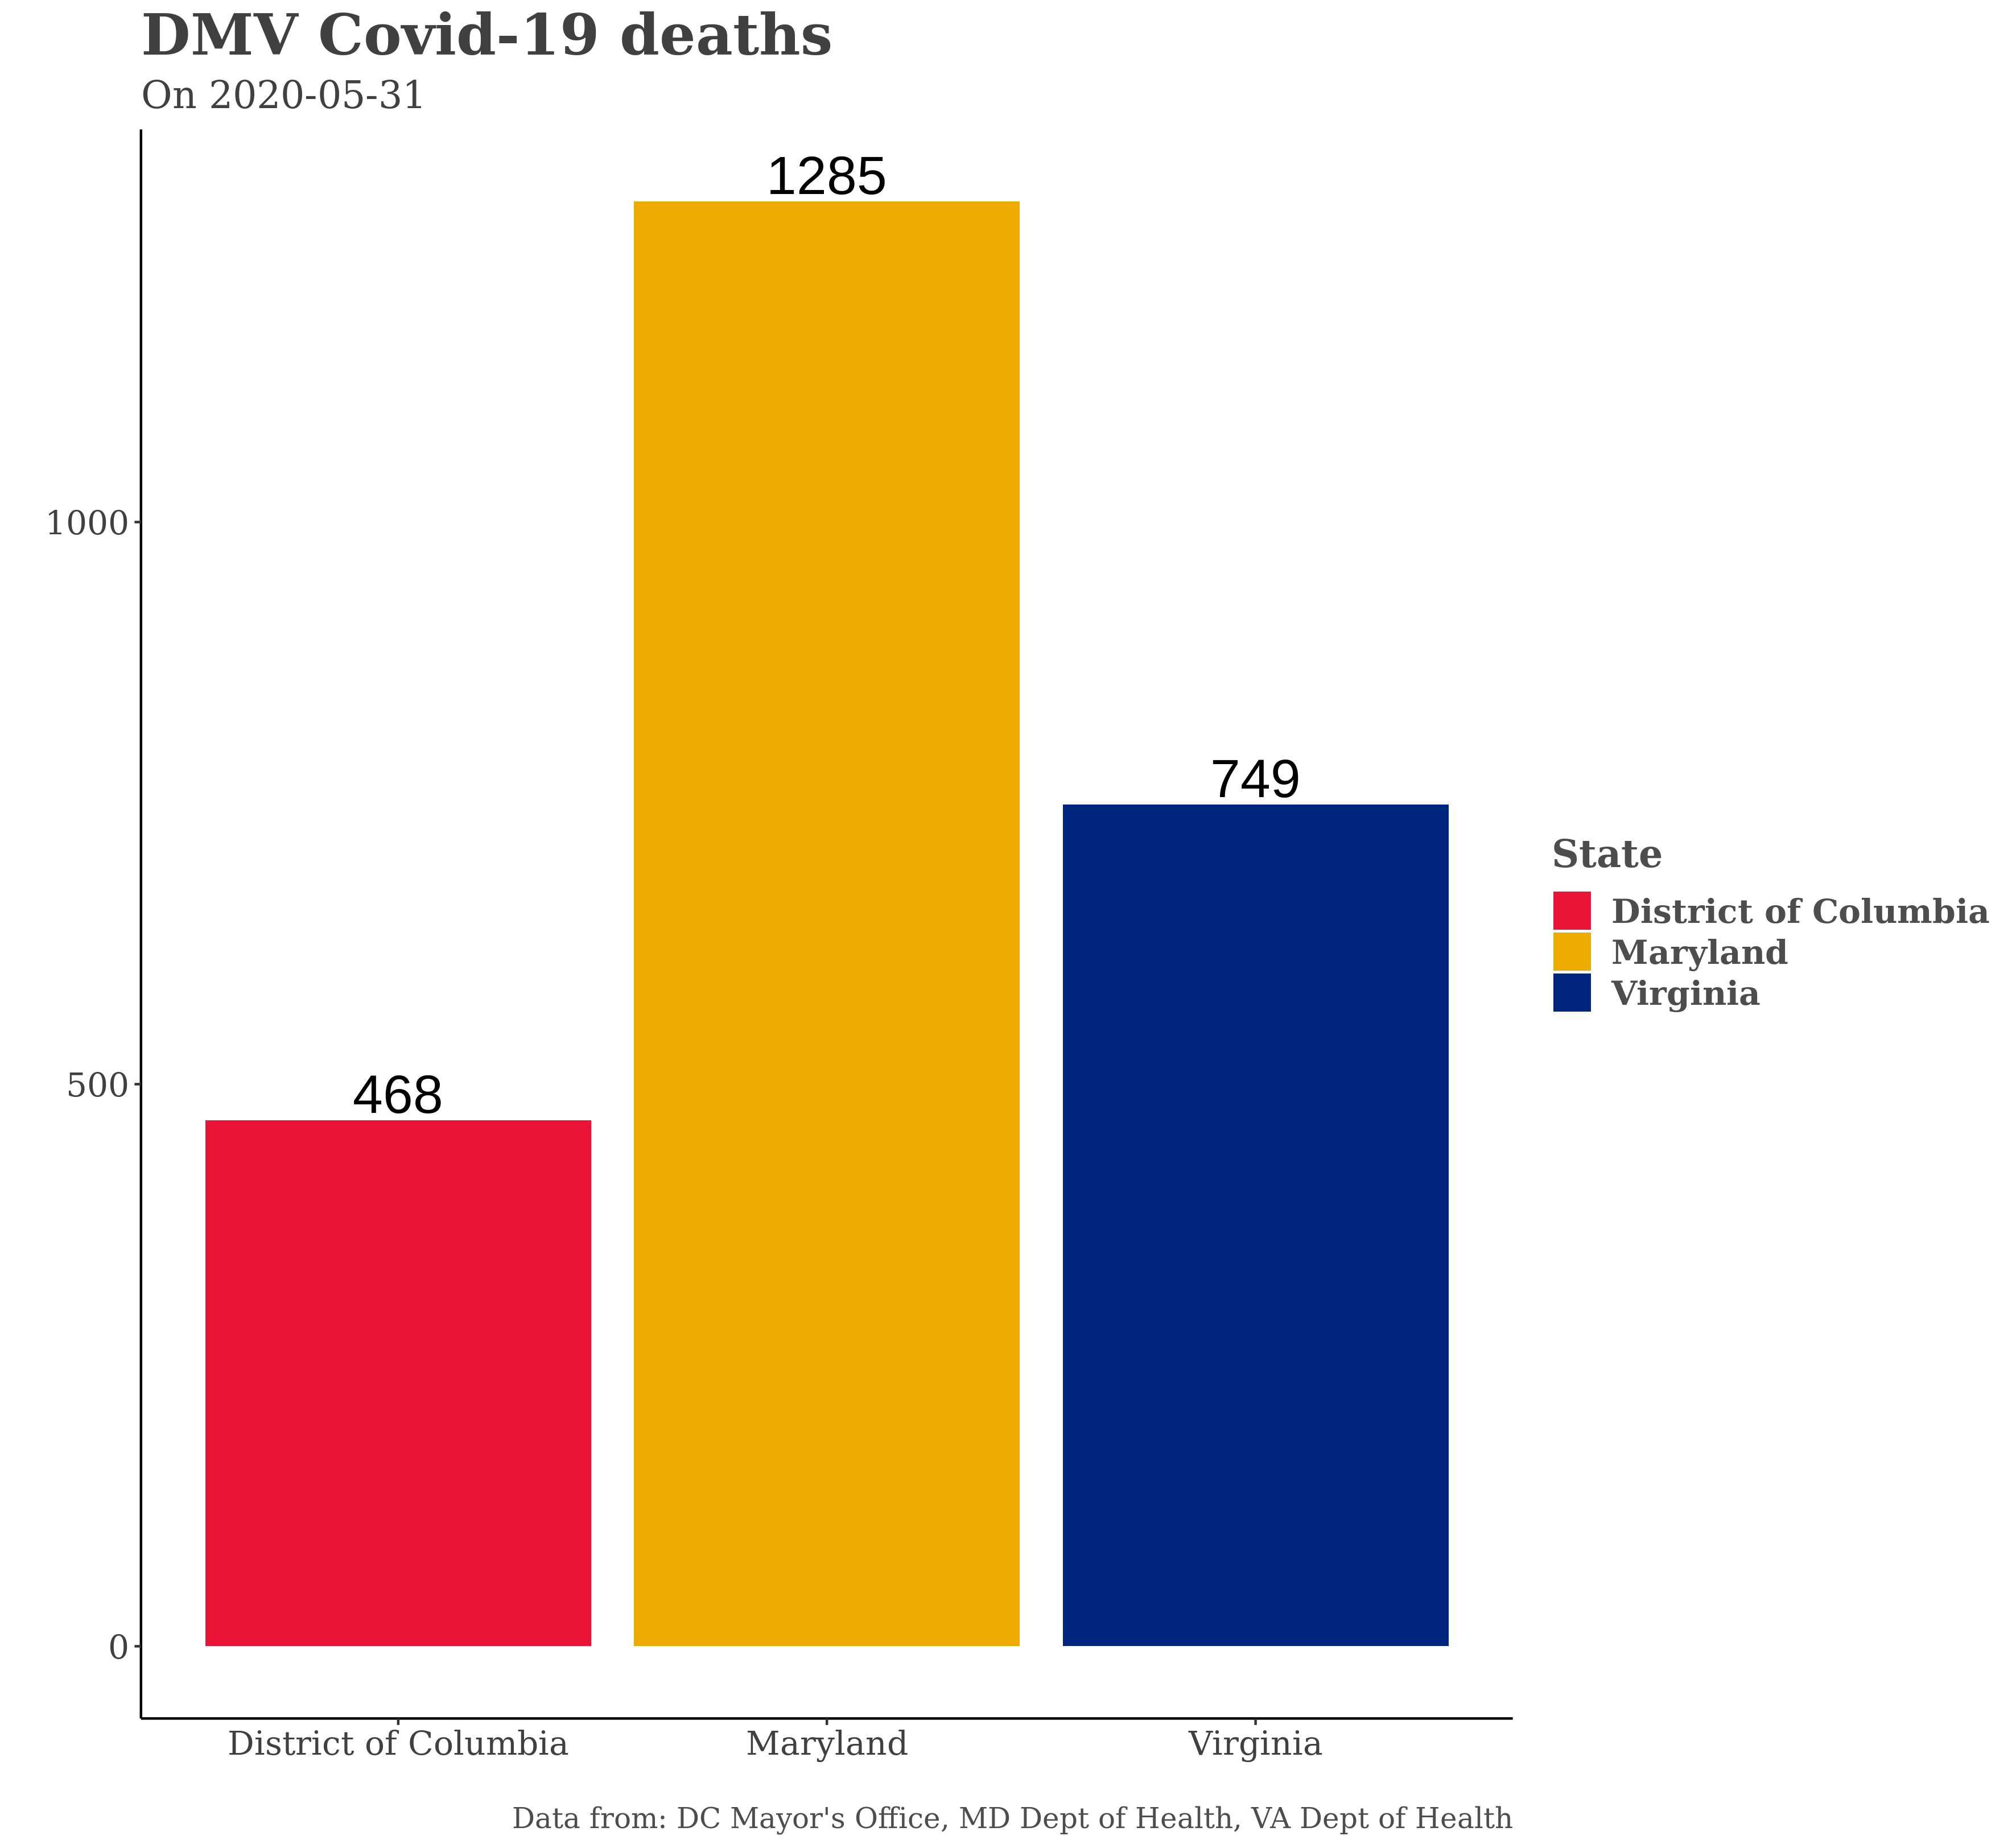 DMV Covid-19 deaths
On 2020-05-31
1285
1000
749
State
District of Columbia
Maryland
Virginia
500
468
0
District of Columbia Maryland Virginia
Data from: DC Mayor's Office, MD Dept of Health, VA Dept of Health